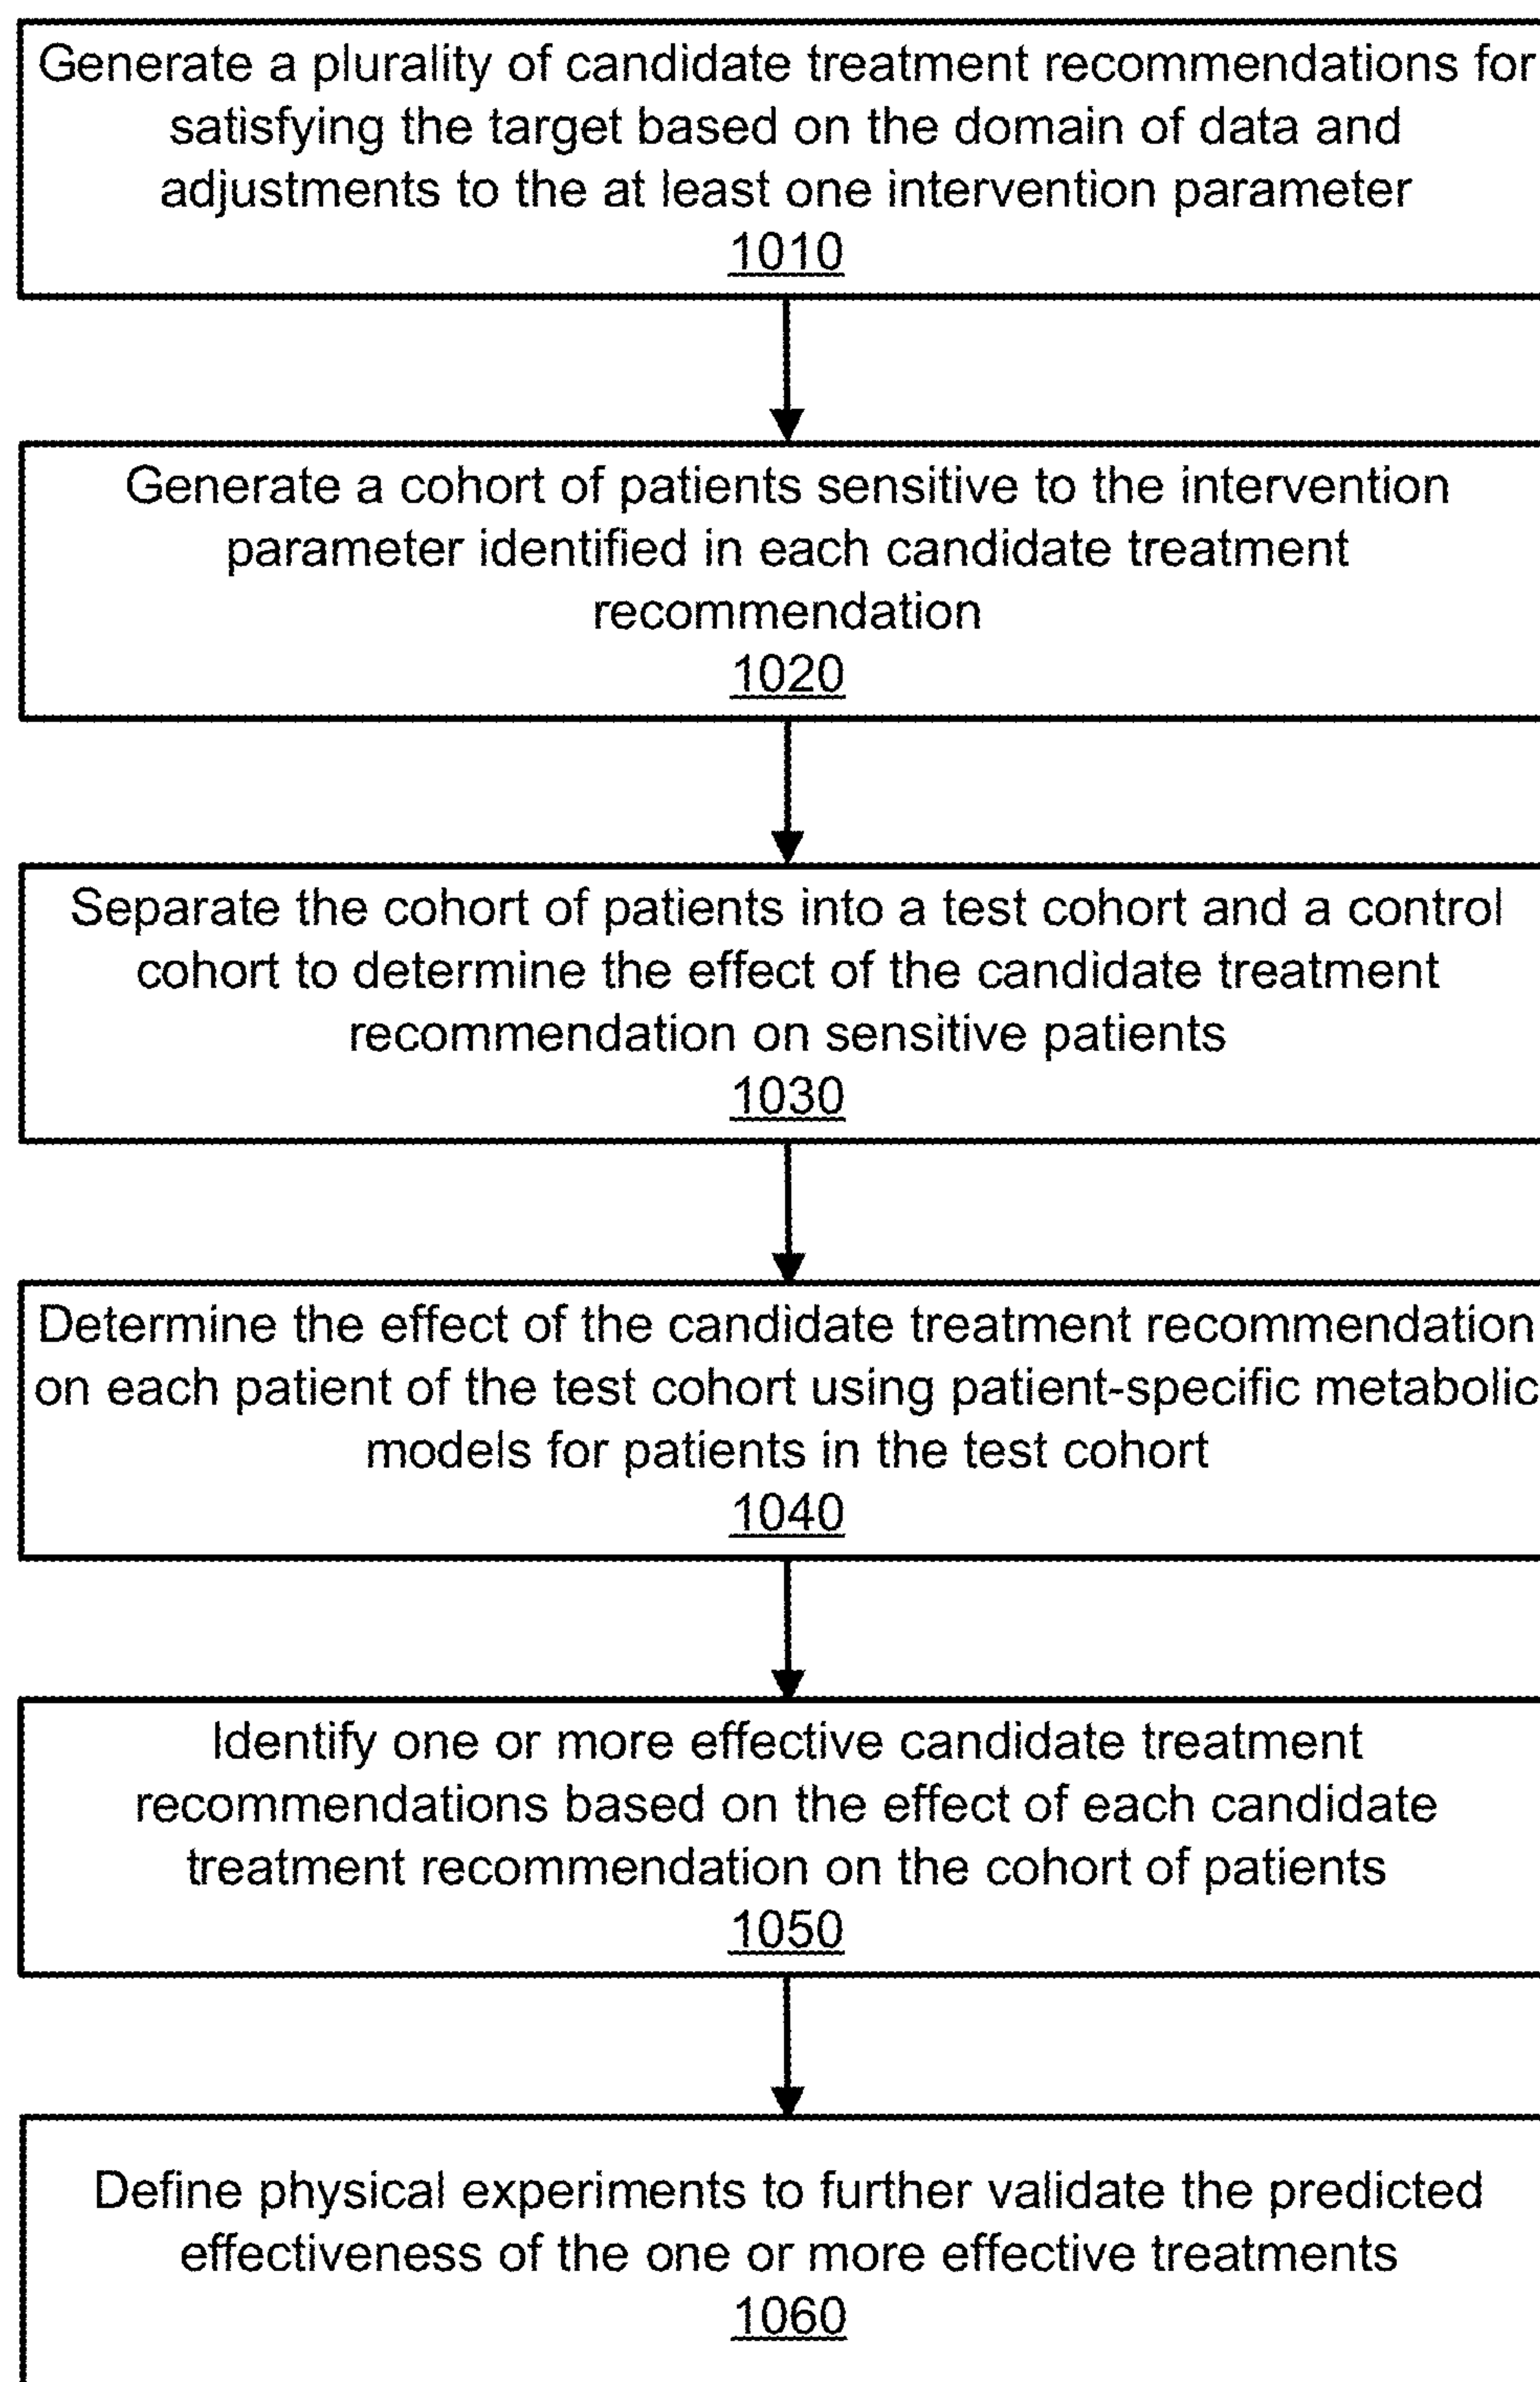 Generate a plurality of candidate treatment recommendations for
satisfying the target based on the domain of data and
adjustments to the at least one intervention parameter
1010
Generate a cohort of patients sensitive to the intervention
parameter identified in each candidate treatment
recommendation
1020
Separate the cohort of patients into a test cohort and a control
cohort to determine the effect of the candidate treatment
recommendation on sensitive patients
1030
Determine the effect of the candidate treatment recommendation
on each patient of the test cohort using patient-specific metabolic
models for patients in the test cohort
1040
Identify one or more effective candidate treatment
recommendations based on the effect of each candidate
treatment recommendation on the cohort of patients
1050
Define physical experiments to further validate the predicted
effectiveness of the one or more effective treatments
1060